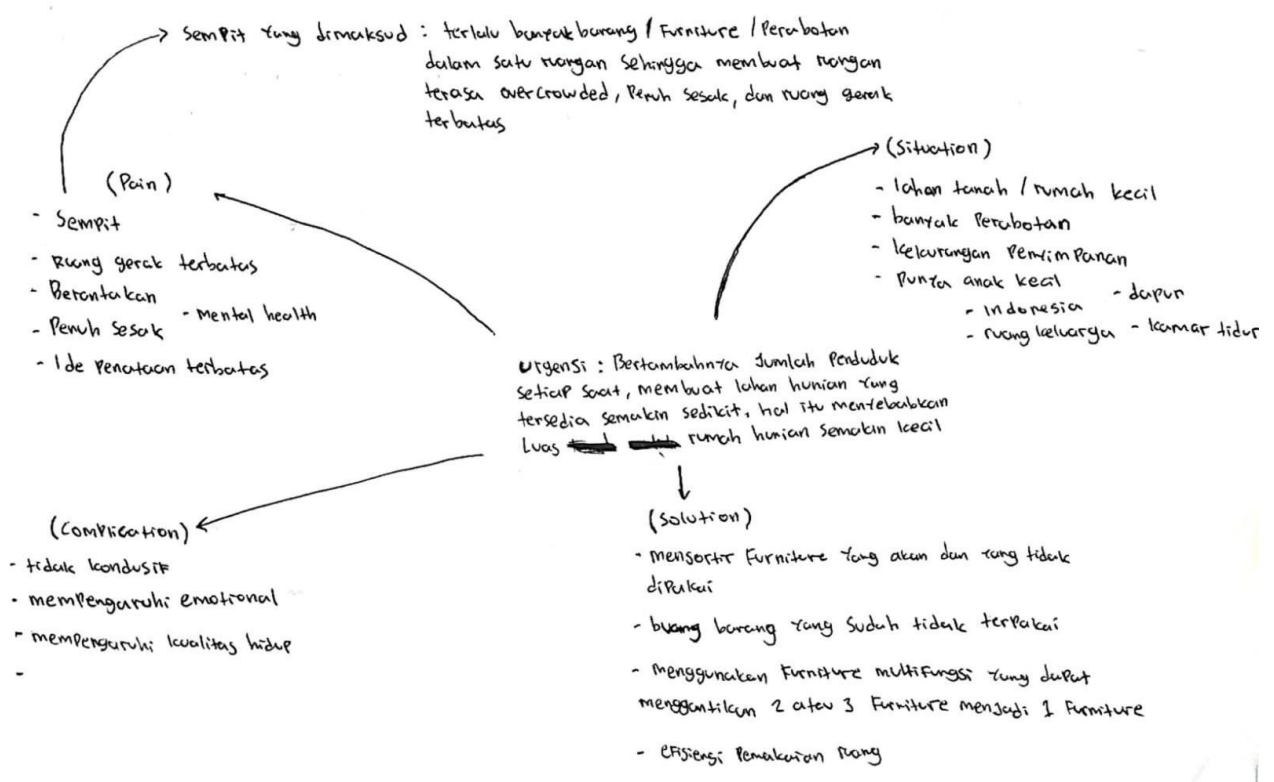 Sempit yang dimaksud : terlalu banyak barang / Furniture / Perabotan
dalam satu ruangan sehingga membuat ruangan
terasa overcrowded, Penuh sesak, dan ruang gerak
terbatas
(Pain)
- Sempit
- Ruang gerak terbatas
- Berantakan
- mental health
- Penuh sesak
- Ide penataan terbatas
(Situation)
- lahan tanah / rumah kecil
- banyak Perabotan
- kekurangan Penyimpanan
- Punya anak kecil
- indonesia
- dapur
- ruang keluarga
- kamar tidur
Urgensi : Bertambahnya Jumlah Penduduk
setiap saat, membuat lahan hunian yang
tersedia semakin sedikit, hal itu menyebabkan
Luas rumah hunian semakin kecil
(Complication)
- tidak kondusif
- mempengaruhi emotional
- mempengaruhi kualitas hidup
-
(Solution)
- mensortir Furniture yang akan dan yang tidak
dipakai
- buang barang yang sudah tidak terpakai
- menggunakan Furniture multifungsi yang dapat
menggantikan 2 atau 3 Furniture menjadi 1 Furniture
- efisiensi Pemakaian ruang